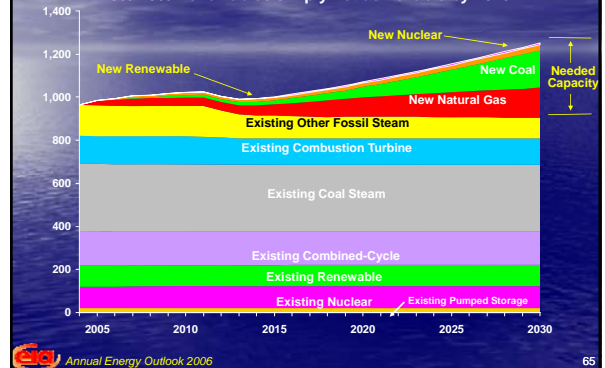 1,400
New Nuclear
1,200
New Renewable
New Coal
Needed
Capacity
1,000
New Natural Gas
Existing Other Fossil Steam
800
Existing Combustion Turbine
600
Existing Coal Steam
400
Existing Combined-Cycle
200
Existing Renewable
Existing Nuclear
Existing Pumped Storage
0
2005 2010 2015 2020 2025 2030
eia Annual Energy Outlook 2006 65